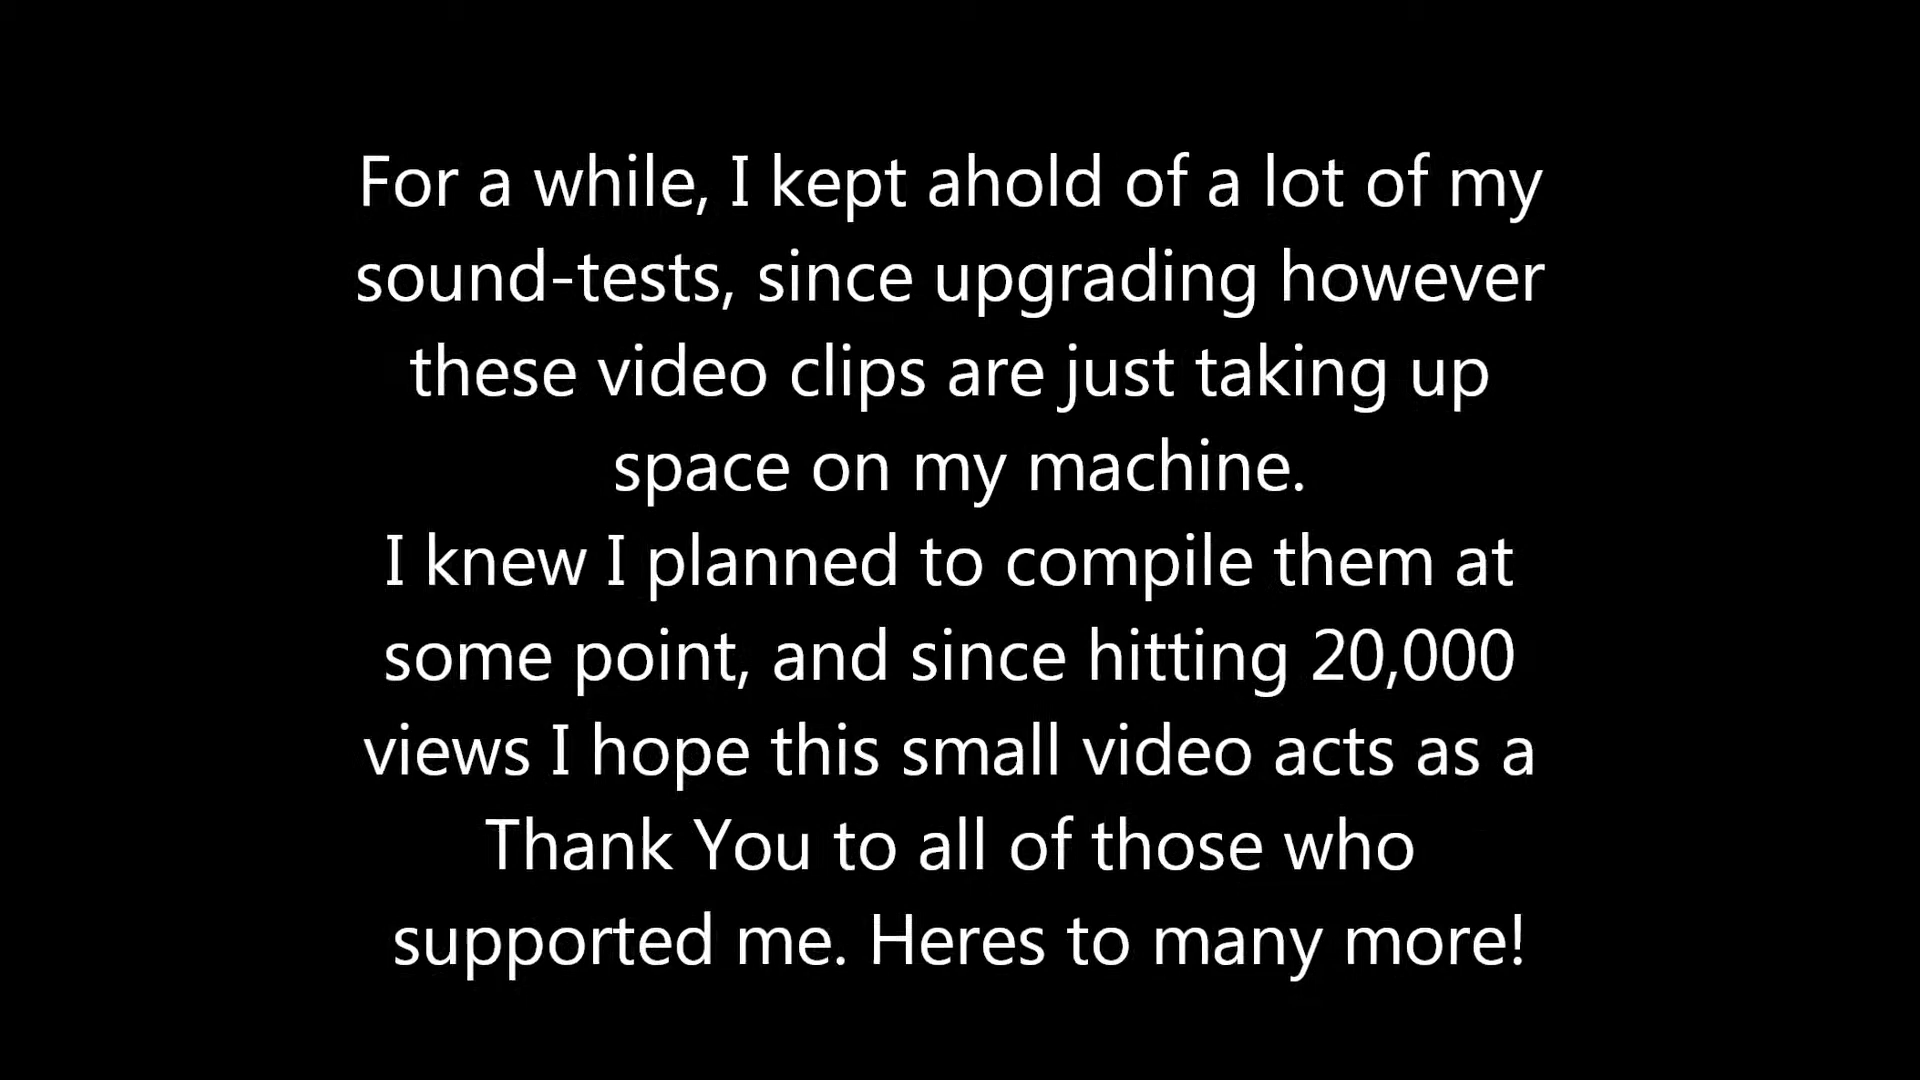 For a while, I kept ahold of a lot of my
sound-tests, since upgrading however
these video clips are just taking up
space on my machine.
I knew I planned to compile them at
some point, and since hitting 20,000
views I hope this small video acts as a
Thank You to all of those who
supported me. Heres to many more!